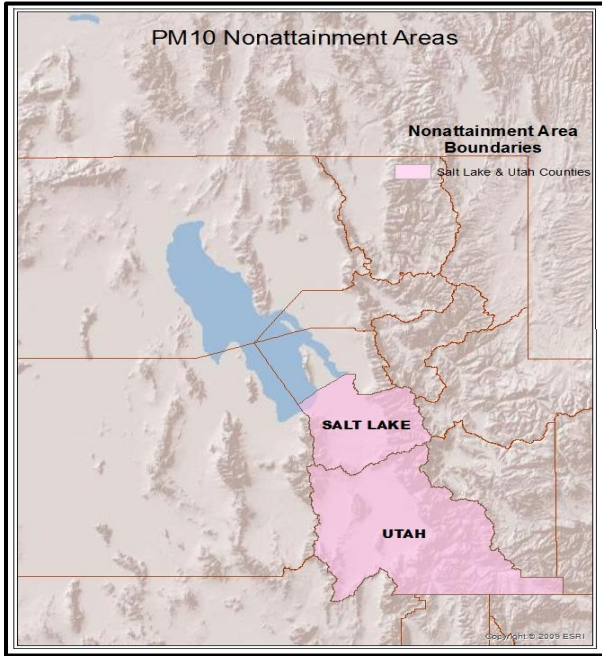 PM10 Nonattainment Areas
Nonattainment Area
Boundaries
Salt Lake & Utah Counties
SALT LAKE
UTAH
Copyright:© 2009 ESRI